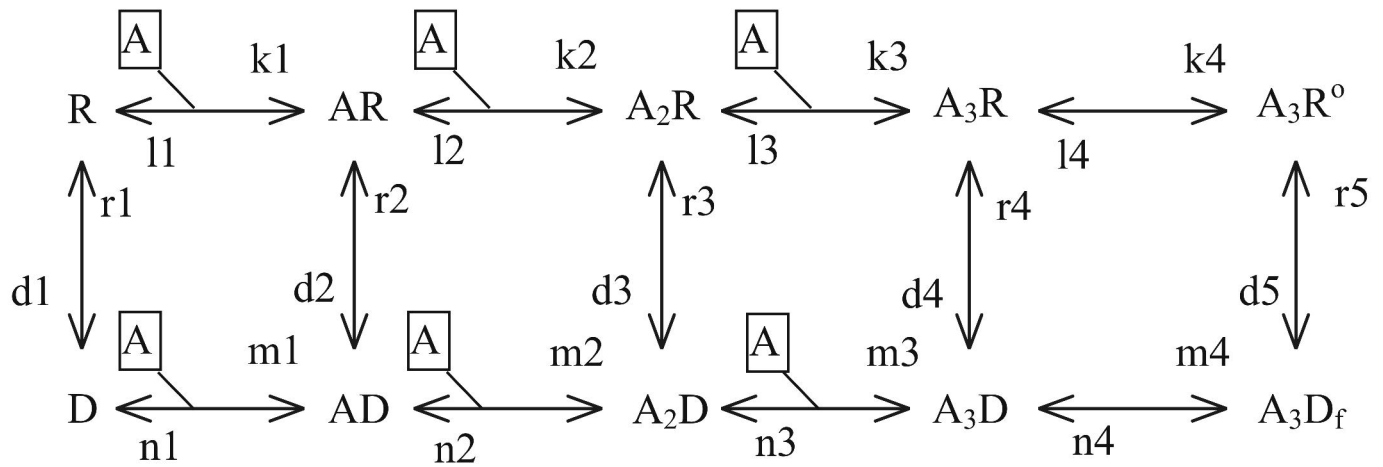 A A A
k1 k2 k3 k4
R AR A₂R A₃R A₃Rᵒ
l1 l2 l3 l4
r1 r2 r3 r4 r5
d1 d2 d3 d4 d5
A A A
m1 m2 m3 m4
D AD A₂D A₃D A₃D_f
n1 n2 n3 n4